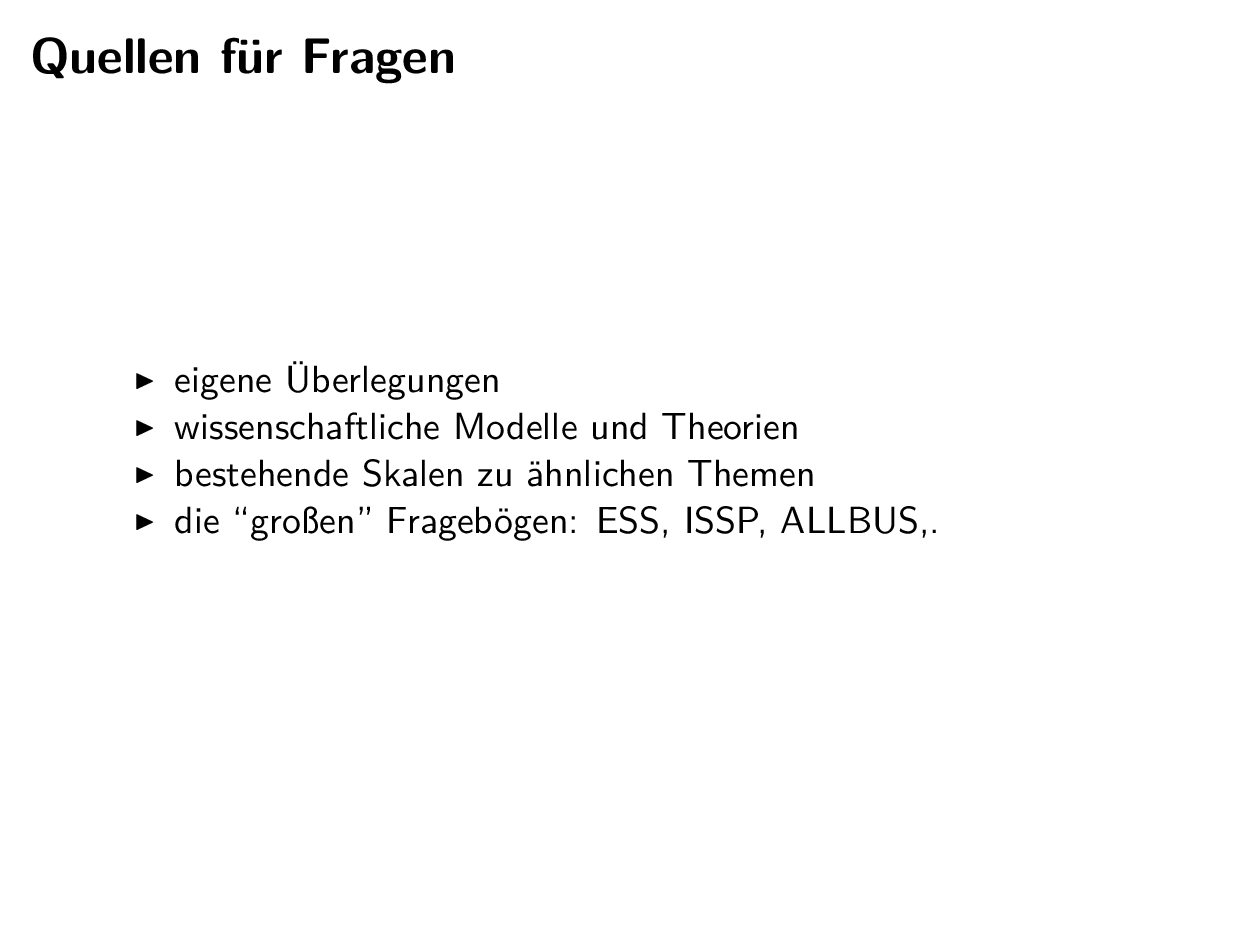 Quellen für Fragen
▶ eigene Überlegungen
▶ wissenschaftliche Modelle und Theorien
▶ bestehende Skalen zu ähnlichen Themen
▶ die “großen” Fragebögen: ESS, ISSP, ALLBUS,.